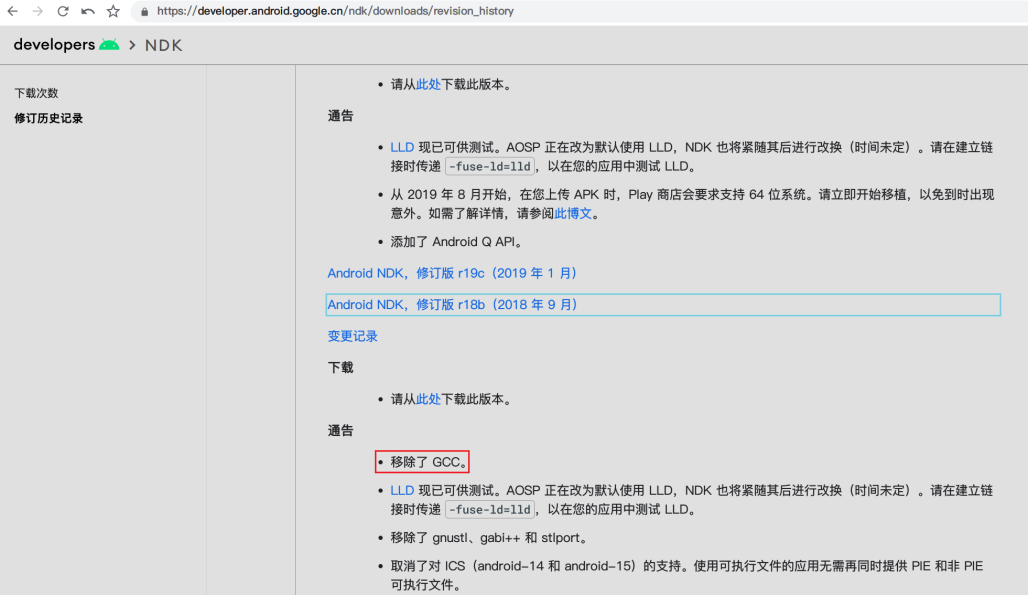 https://developer.android.google.cn/ndk/downloads/revision_history
developers > NDK
下载次数
修订历史记录
• 请从此处下载此版本。
通告
• LLD 现已可供测试。AOSP 正在改为默认使用 LLD，NDK 也将紧随其后进行改换（时间未定）。请在建立链
接时传递 -fuse-ld=lld，以在您的应用中测试 LLD。
• 从 2019 年 8 月开始，在您上传 APK 时，Play 商店会要求支持 64 位系统。请立即开始移植，以免到时出现
意外。如需了解详情，请参阅此博文。
• 添加了 Android Q API。
Android NDK，修订版 r19c（2019 年 1 月）
Android NDK，修订版 r18b（2018 年 9 月）
变更记录
下载
• 请从此处下载此版本。
通告
• 移除了 GCC。
• LLD 现已可供测试。AOSP 正在改为默认使用 LLD，NDK 也将紧随其后进行改换（时间未定）。请在建立链
接时传递 -fuse-ld=lld，以在您的应用中测试 LLD。
• 移除了 gnustl、gabi++ 和 stlport。
• 取消了对 ICS（android-14 和 android-15）的支持。使用可执行文件的应用无需再同时提供 PIE 和非 PIE
可执行文件。